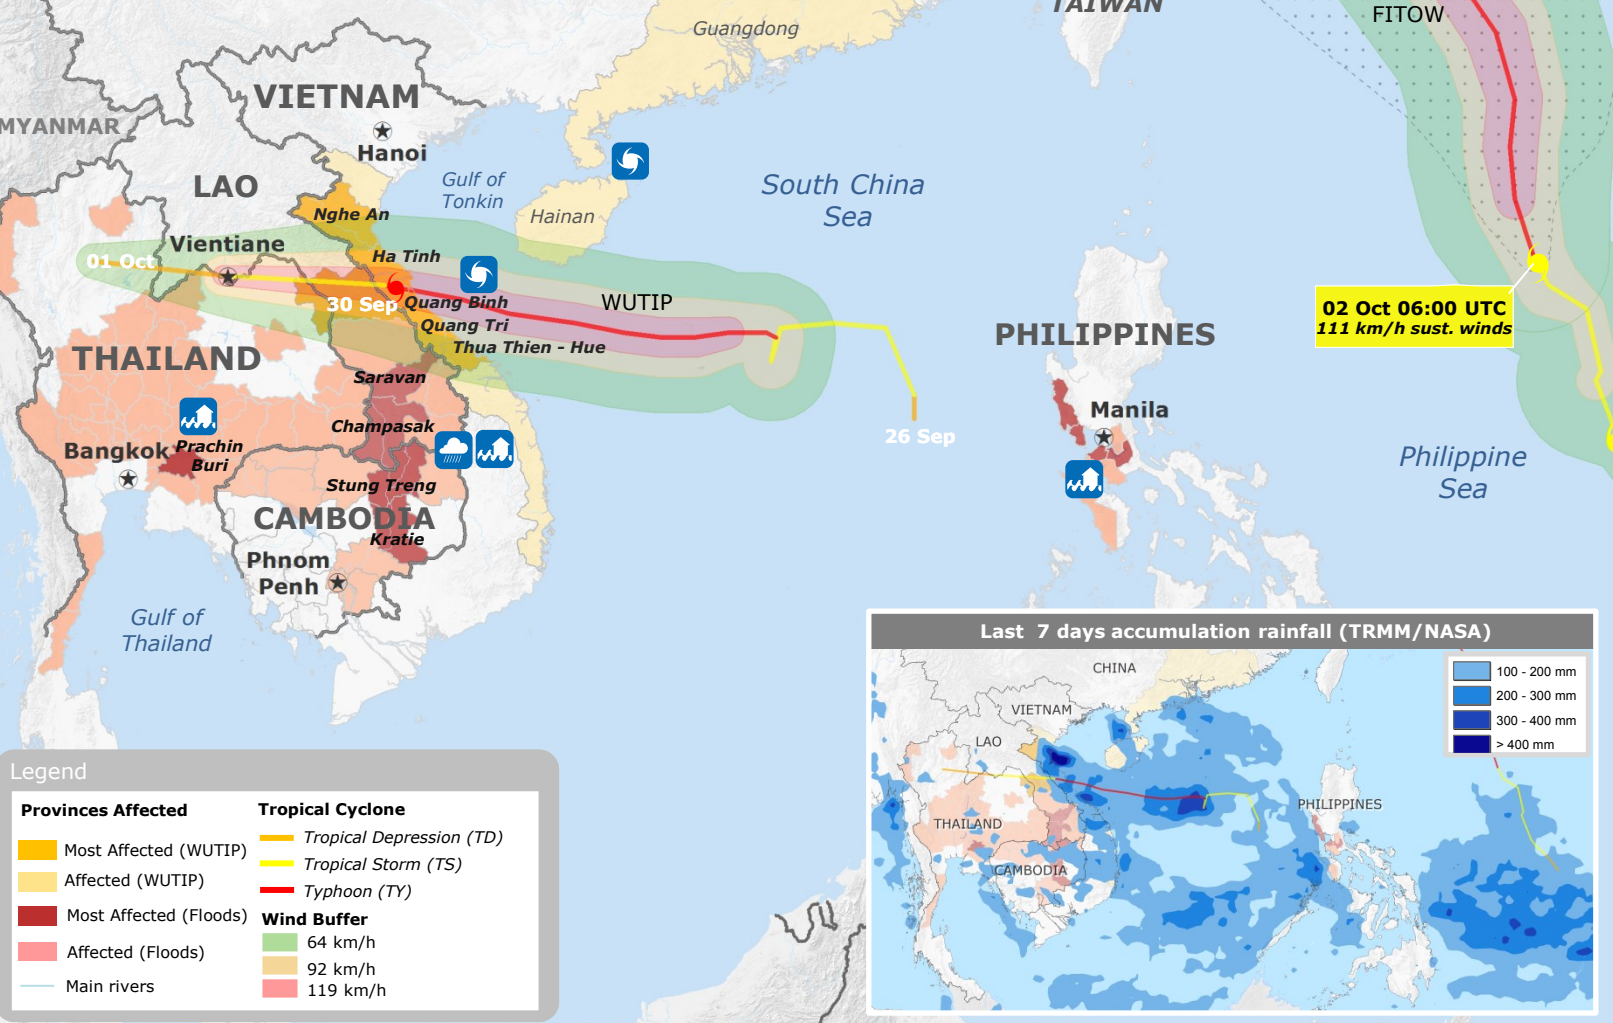 TAIWAN
FITOW
Guangdong
VIETNAM
MYANMAR
Hanoi
Gulf of
Tonkin
South China
Sea
LAO
Nghe An
Hainan
Vientiane
Ha Tinh
01 Oct
30 Sep
Quang Binh
WUTIP
02 Oct 06:00 UTC
111 km/h sust. winds
Quang Tri
PHILIPPINES
THAILAND
Thua Thien - Hue
Saravan
Manila
Champasak
26 Sep
Bangkok
Prachin
Buri
Philippine
Sea
Stung Treng
CAMBODIA
Kratie
Phnom
Penh
Gulf of
Thailand
Last 7 days accumulation rainfall (TRMM/NASA)
CHINA
VIETNAM
LAO
THAILAND
CAMBODIA
PHILIPPINES
100 - 200 mm
200 - 300 mm
300 - 400 mm
> 400 mm
Legend
Provinces Affected
Most Affected (WUTIP)
Affected (WUTIP)
Most Affected (Floods)
Affected (Floods)
Main rivers
Tropical Cyclone
Tropical Depression (TD)
Tropical Storm (TS)
Typhoon (TY)
Wind Buffer
64 km/h
92 km/h
119 km/h